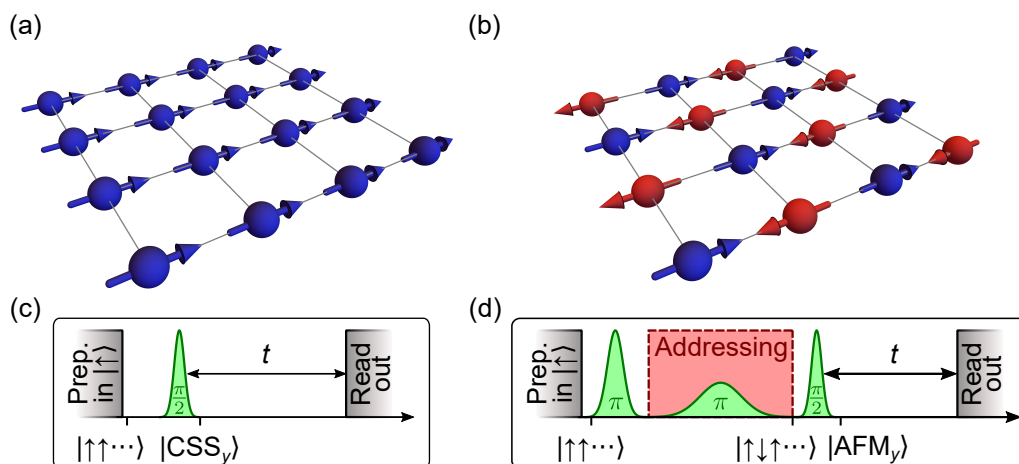 (a)
(b)
(c)
Prep.
in |↑⟩
π/2
t
Read
out
|↑↑⋯⟩ |CSS_y⟩
(d)
Prep.
in |↑⟩
π
Addressing
π
π/2
t
Read
out
|↑↑⋯⟩ |↑↓↑⋯⟩ |AFM_y⟩